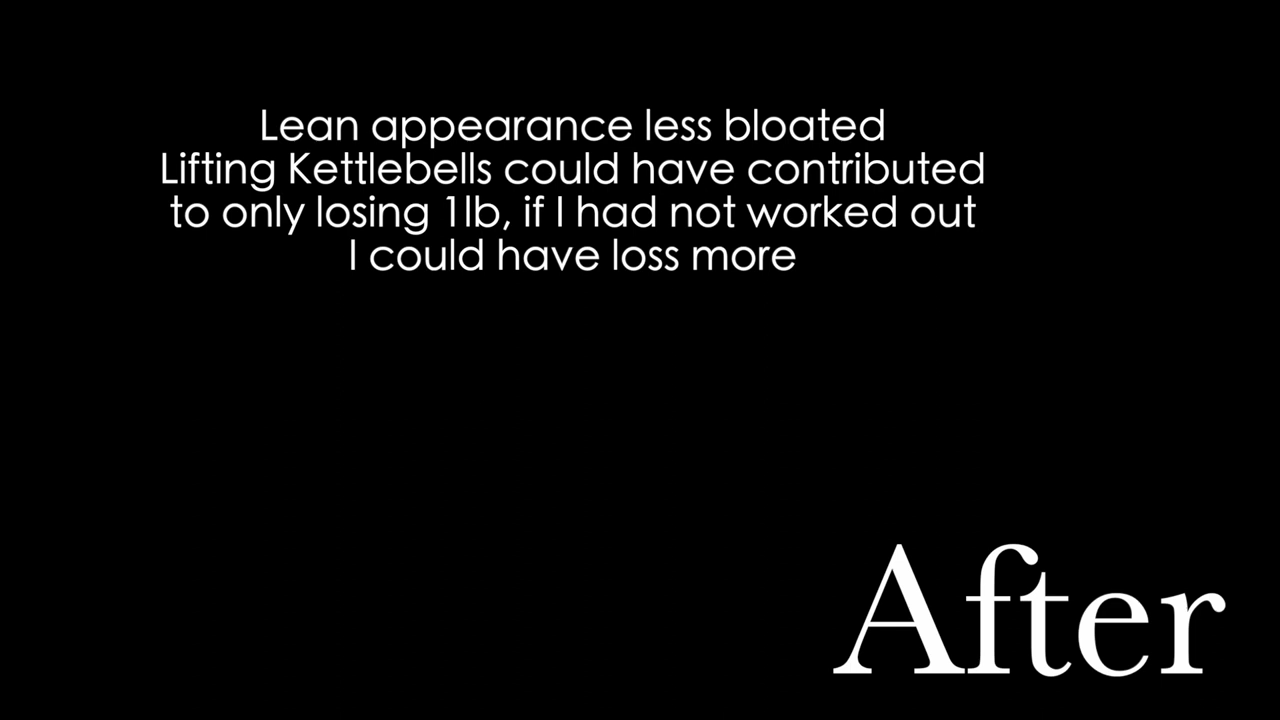 Lean appearance less bloated
Lifting Kettlebells could have contributed
to only losing 1lb, if I had not worked out
I could have loss more
After